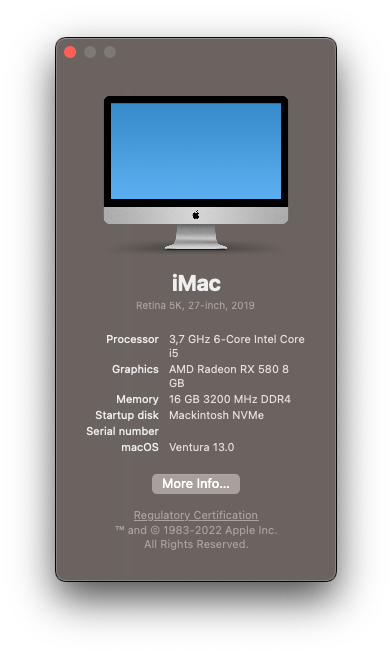 iMac
Retina 5K, 27-inch, 2019
Processor 3,7 GHz 6-Core Intel Core
i5
Graphics AMD Radeon RX 580 8
GB
Memory 16 GB 3200 MHz DDR4
Startup disk Mackintosh NVMe
Serial number
macOS Ventura 13.0
More Info...
Regulatory Certification
™ and © 1983-2022 Apple Inc.
All Rights Reserved.